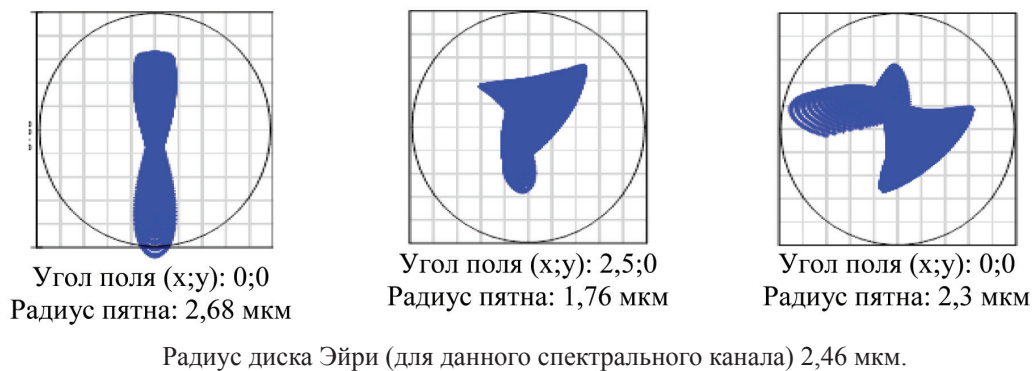 Угол поля (x;y): 0;0
Радиус пятна: 2,68 мкм
Угол поля (x;y): 2,5;0
Радиус пятна: 1,76 мкм
Угол поля (x;y): 0;0
Радиус пятна: 2,3 мкм
Радиус диска Эйри (для данного спектрального канала) 2,46 мкм.